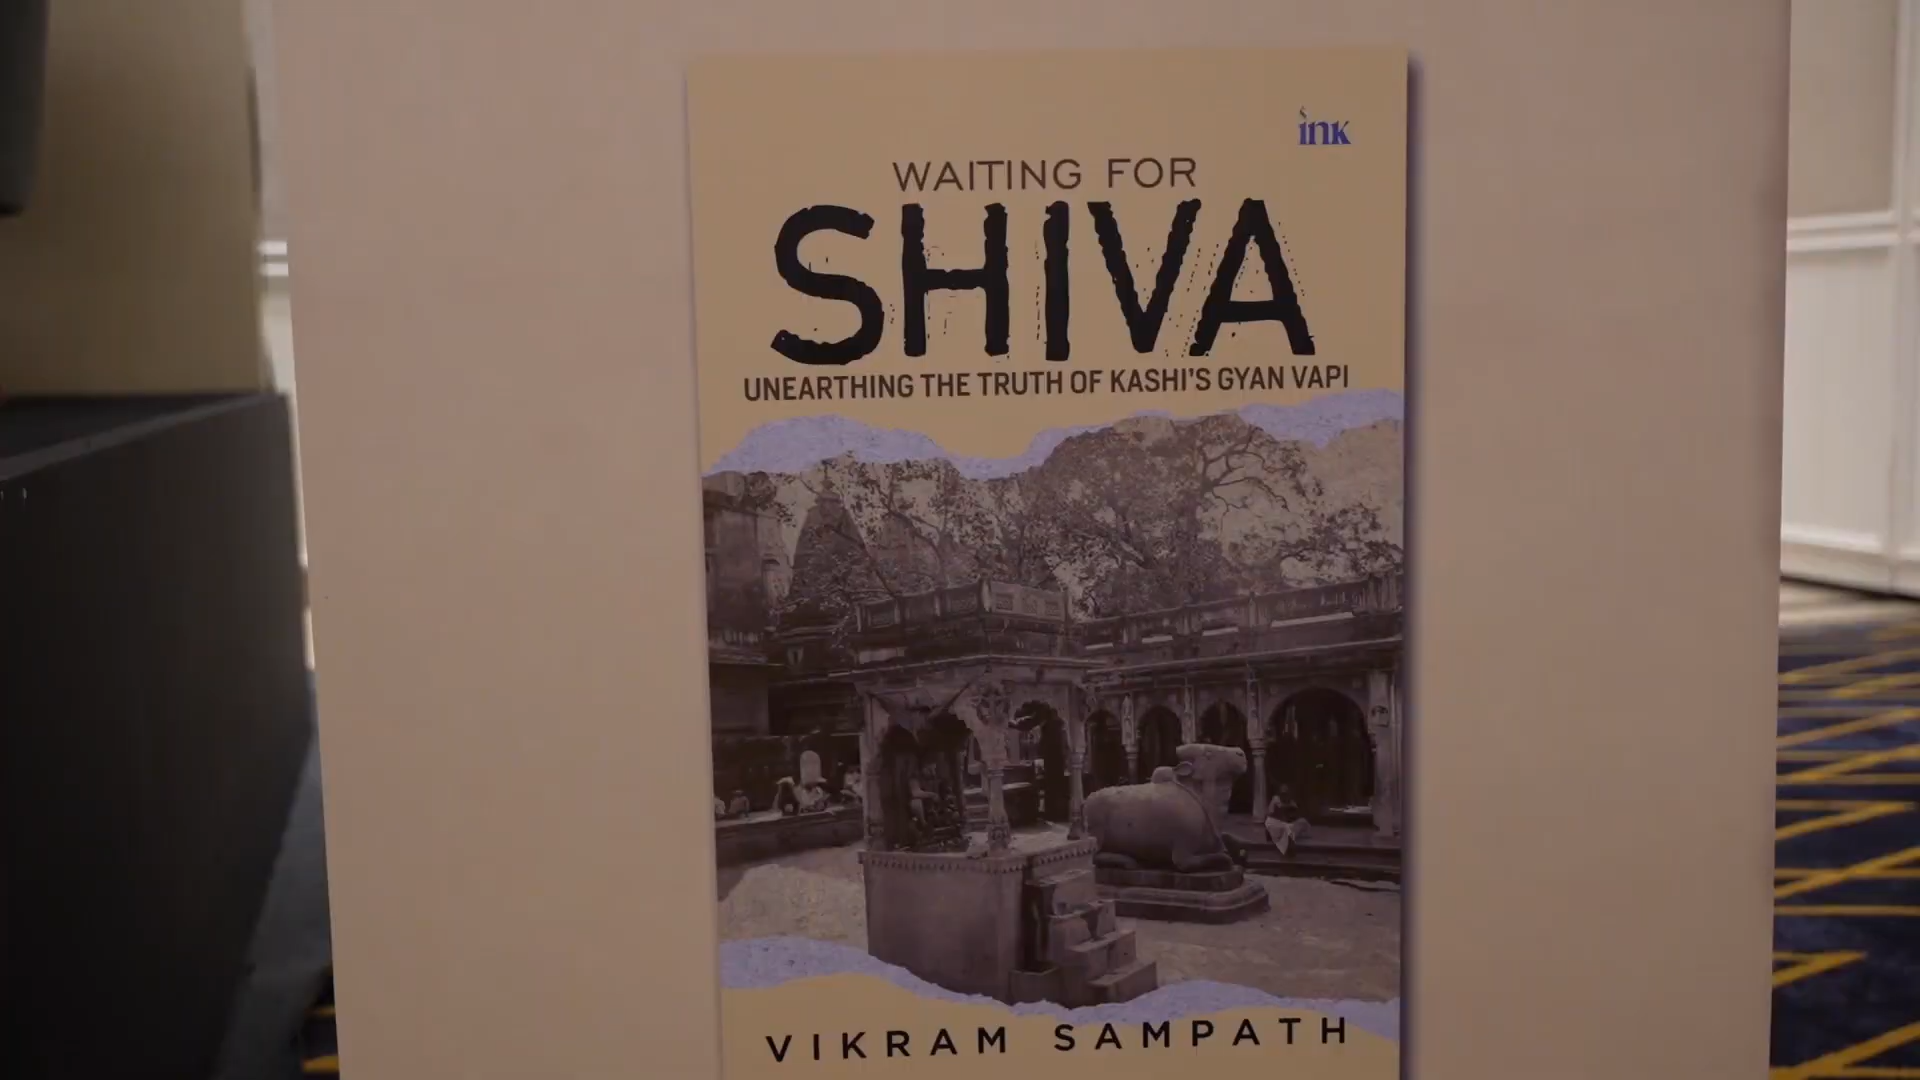 ink
WAITING FOR
SHIVA
UNEARTHING THE TRUTH OF KASHI'S GYAN VAPI
VIKRAM SAMPATH